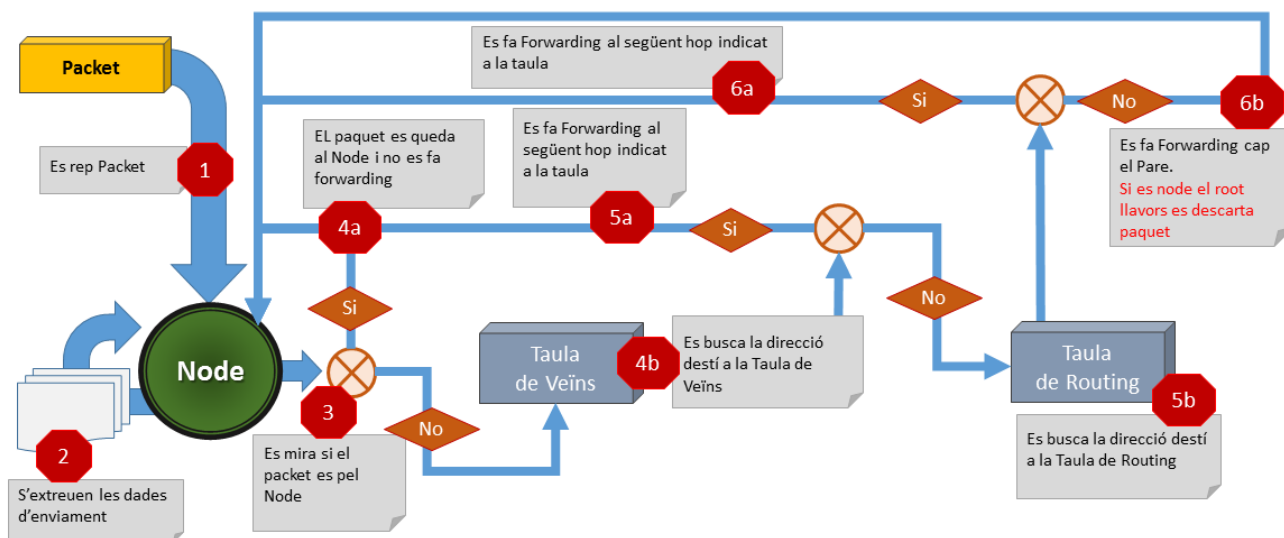 Packet
Es rep Packet
1
Node
2
S'extreuen les dades
d'enviament
3
Es mira si el
packet es pel
Node
Si
4a
EL paquet es queda
al Node i no es fa
forwarding
No
Taula
de Veïns
4b
Es busca la direcció
destí a la Taula de
Veïns
Si
5a
Es fa Forwarding al
següent hop indicat
a la taula
No
Taula
de Routing
5b
Es busca la direcció destí
a la Taula de Routing
Si
6a
Es fa Forwarding al següent hop indicat
a la taula
No
6b
Es fa Forwarding cap
el Pare.
Si es node el root
llavors es descarta
paquet